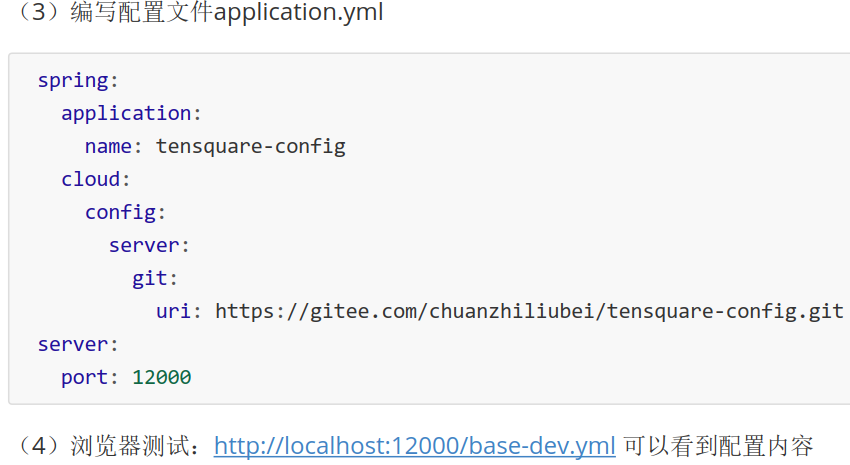 （3）编写配置文件application.yml
spring:
  application:
    name: tensquare-config
  cloud:
    config:
      server:
        git:
          uri: https://gitee.com/chuanzhiliubei/tensquare-config.git
server:
  port: 12000
（4）浏览器测试：http://localhost:12000/base-dev.yml 可以看到配置内容